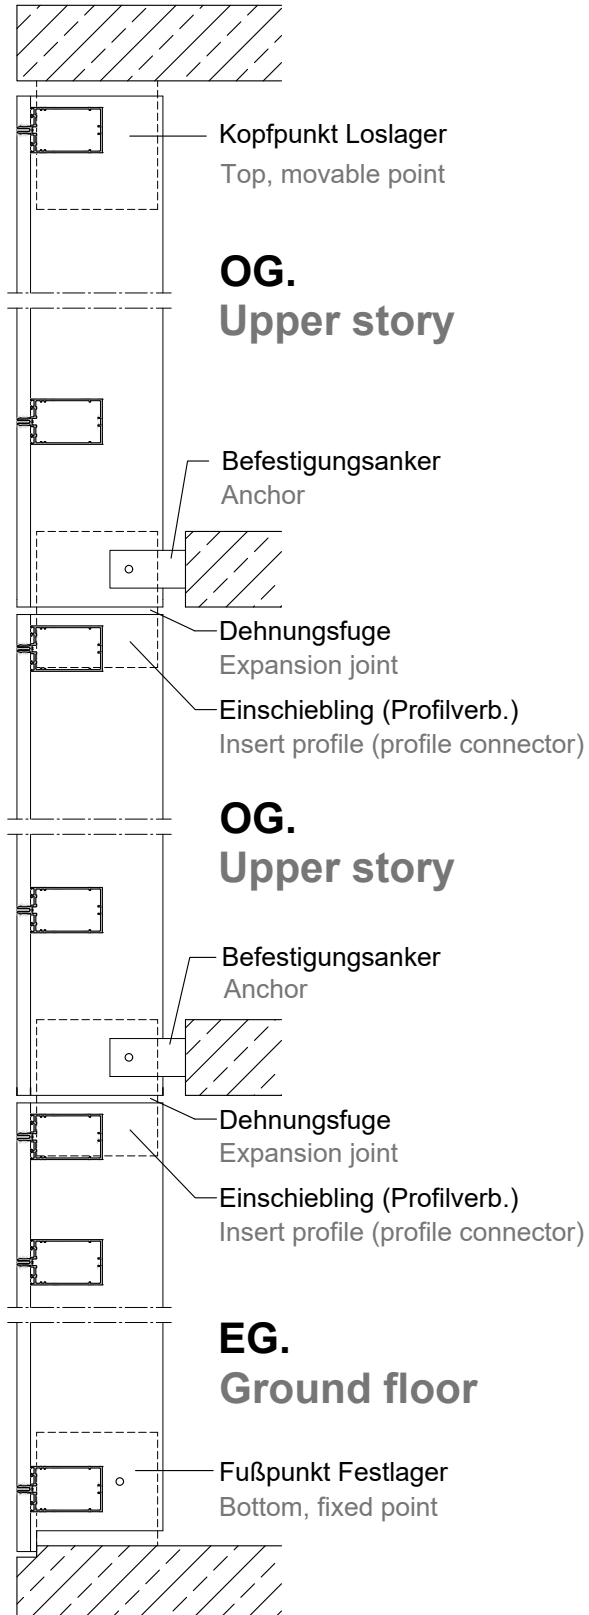 Kopfpunkt Loslager
Top, movable point
OG.
Upper story
Befestigungsanker
Anchor
Dehnungsfuge
Expansion joint
Einschiebling (Profilverb.)
Insert profile (profile connector)
OG.
Upper story
Befestigungsanker
Anchor
Dehnungsfuge
Expansion joint
Einschiebling (Profilverb.)
Insert profile (profile connector)
EG.
Ground floor
Fußpunkt Festlager
Bottom, fixed point